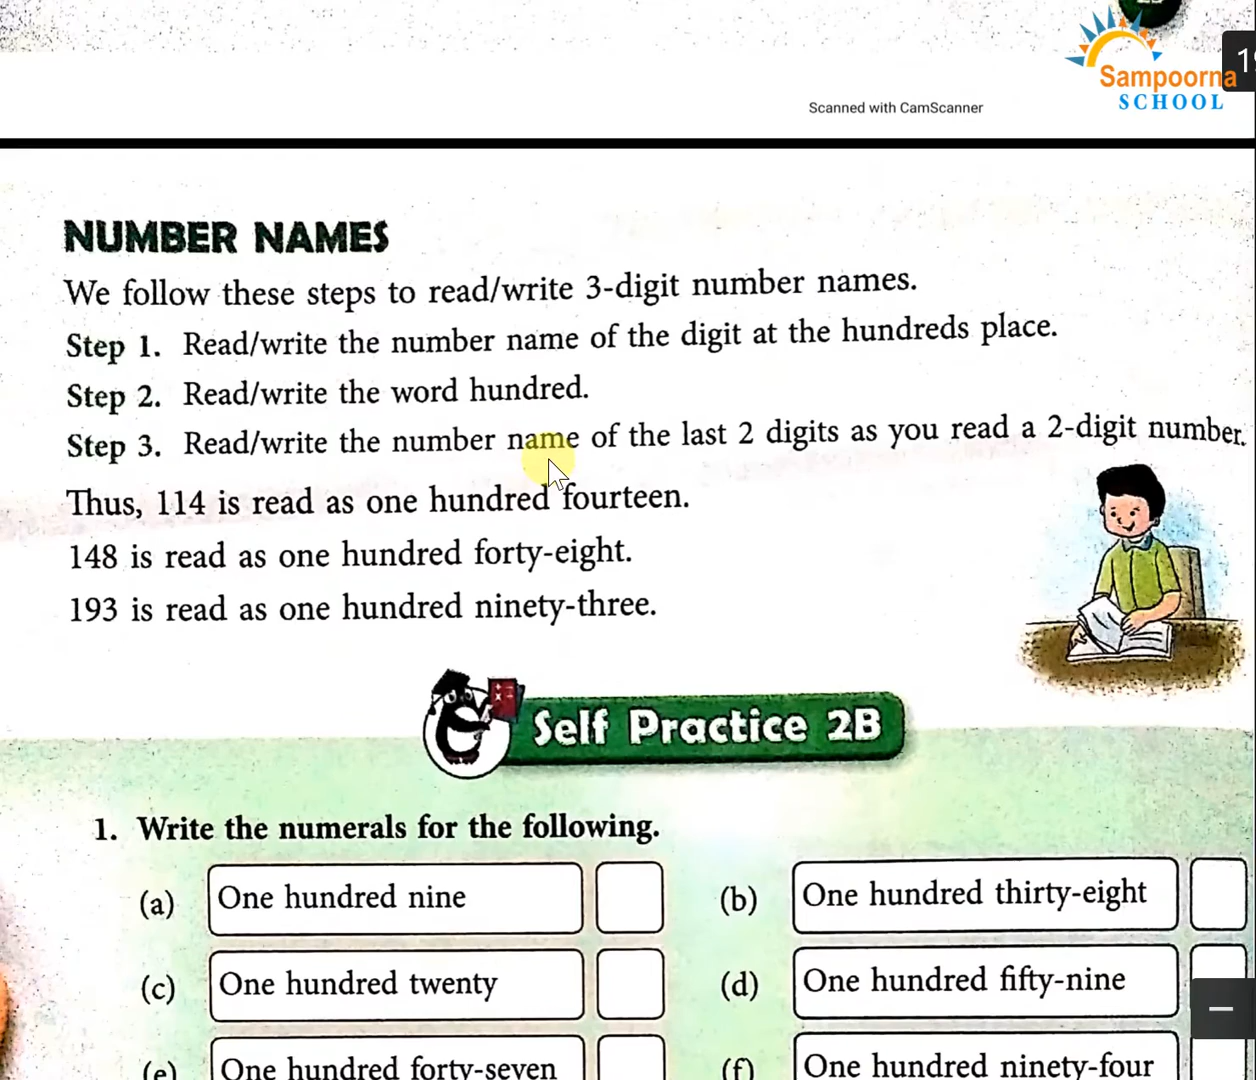 Sampoorna
SCHOOL
Scanned with CamScanner
NUMBER NAMES
We follow these steps to read/write 3-digit number names.
Step 1. Read/write the number name of the digit at the hundreds place.
Step 2. Read/write the word hundred.
Step 3. Read/write the number name of the last 2 digits as you read a 2-digit number.
Thus, 114 is read as one hundred fourteen.
148 is read as one hundred forty-eight.
193 is read as one hundred ninety-three.
Self Practice 2B
1. Write the numerals for the following.
(a) One hundred nine (b) One hundred thirty-eight
(c) One hundred twenty (d) One hundred fifty-nine
(e) One hundred forty-seven (f) One hundred ninety-four